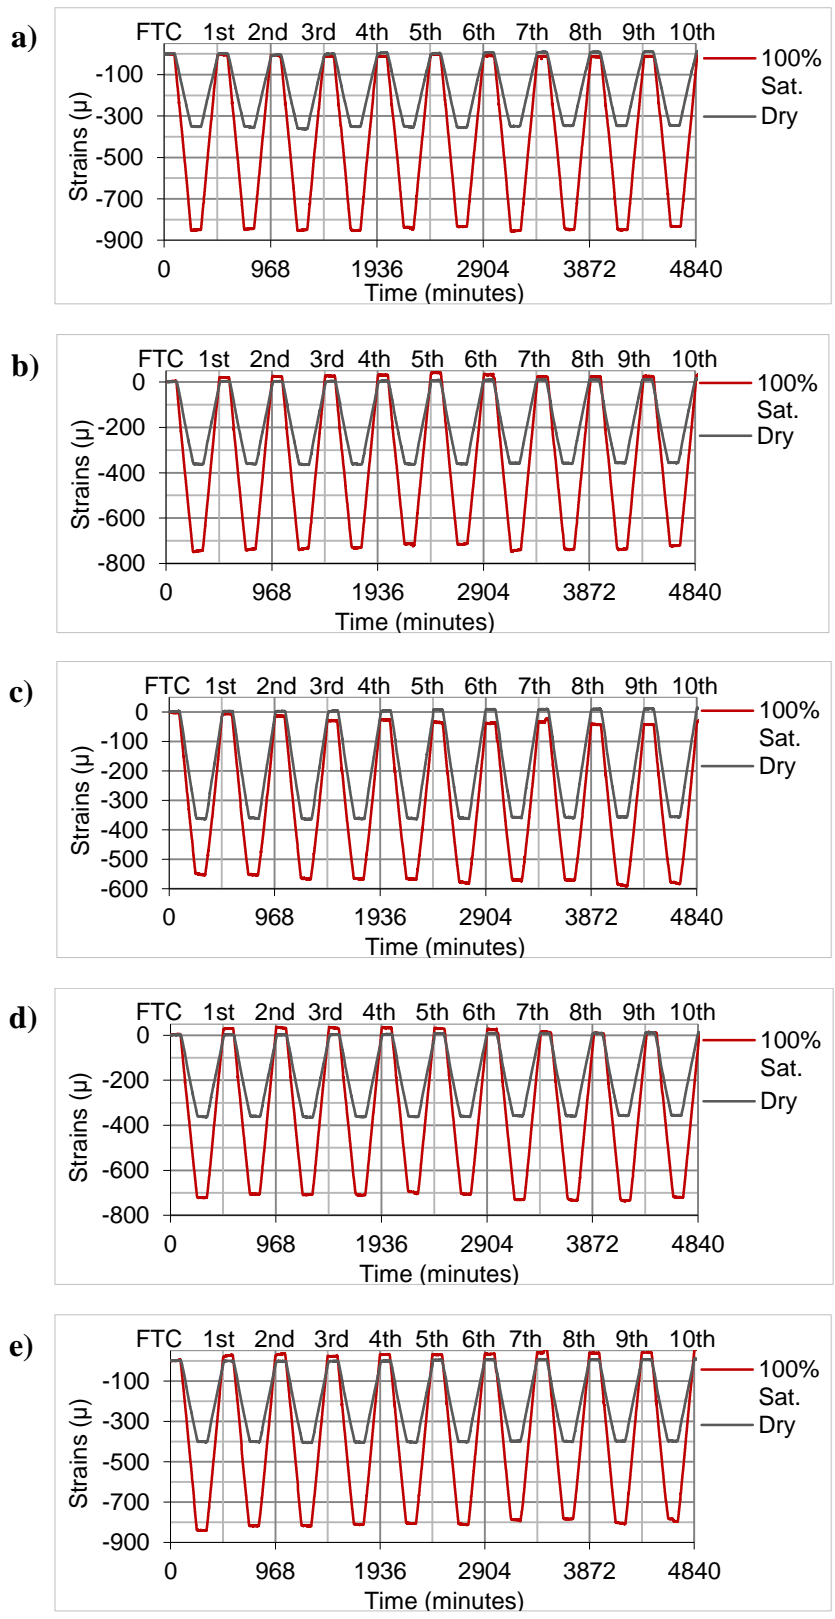 a)
FTC 1st 2nd 3rd 4th 5th 6th 7th 8th 9th 10th
-100
-300
-500
-700
-900
Strains (μ)
0 968 1936 2904 3872 4840
Time (minutes)
100%
Sat.
Dry
b)
FTC 1st 2nd 3rd 4th 5th 6th 7th 8th 9th 10th
0
-200
-400
-600
-800
Strains (μ)
0 968 1936 2904 3872 4840
Time (minutes)
100%
Sat.
Dry
c)
FTC 1st 2nd 3rd 4th 5th 6th 7th 8th 9th 10th
0
-100
-200
-300
-400
-500
-600
Strains (μ)
0 968 1936 2904 3872 4840
Time (minutes)
100%
Sat.
Dry
d)
FTC 1st 2nd 3rd 4th 5th 6th 7th 8th 9th 10th
0
-200
-400
-600
-800
Strains (μ)
0 968 1936 2904 3872 4840
Time (minutes)
100%
Sat.
Dry
e)
FTC 1st 2nd 3rd 4th 5th 6th 7th 8th 9th 10th
-100
-300
-500
-700
-900
Strains (μ)
0 968 1936 2904 3872 4840
Time (minutes)
100%
Sat.
Dry